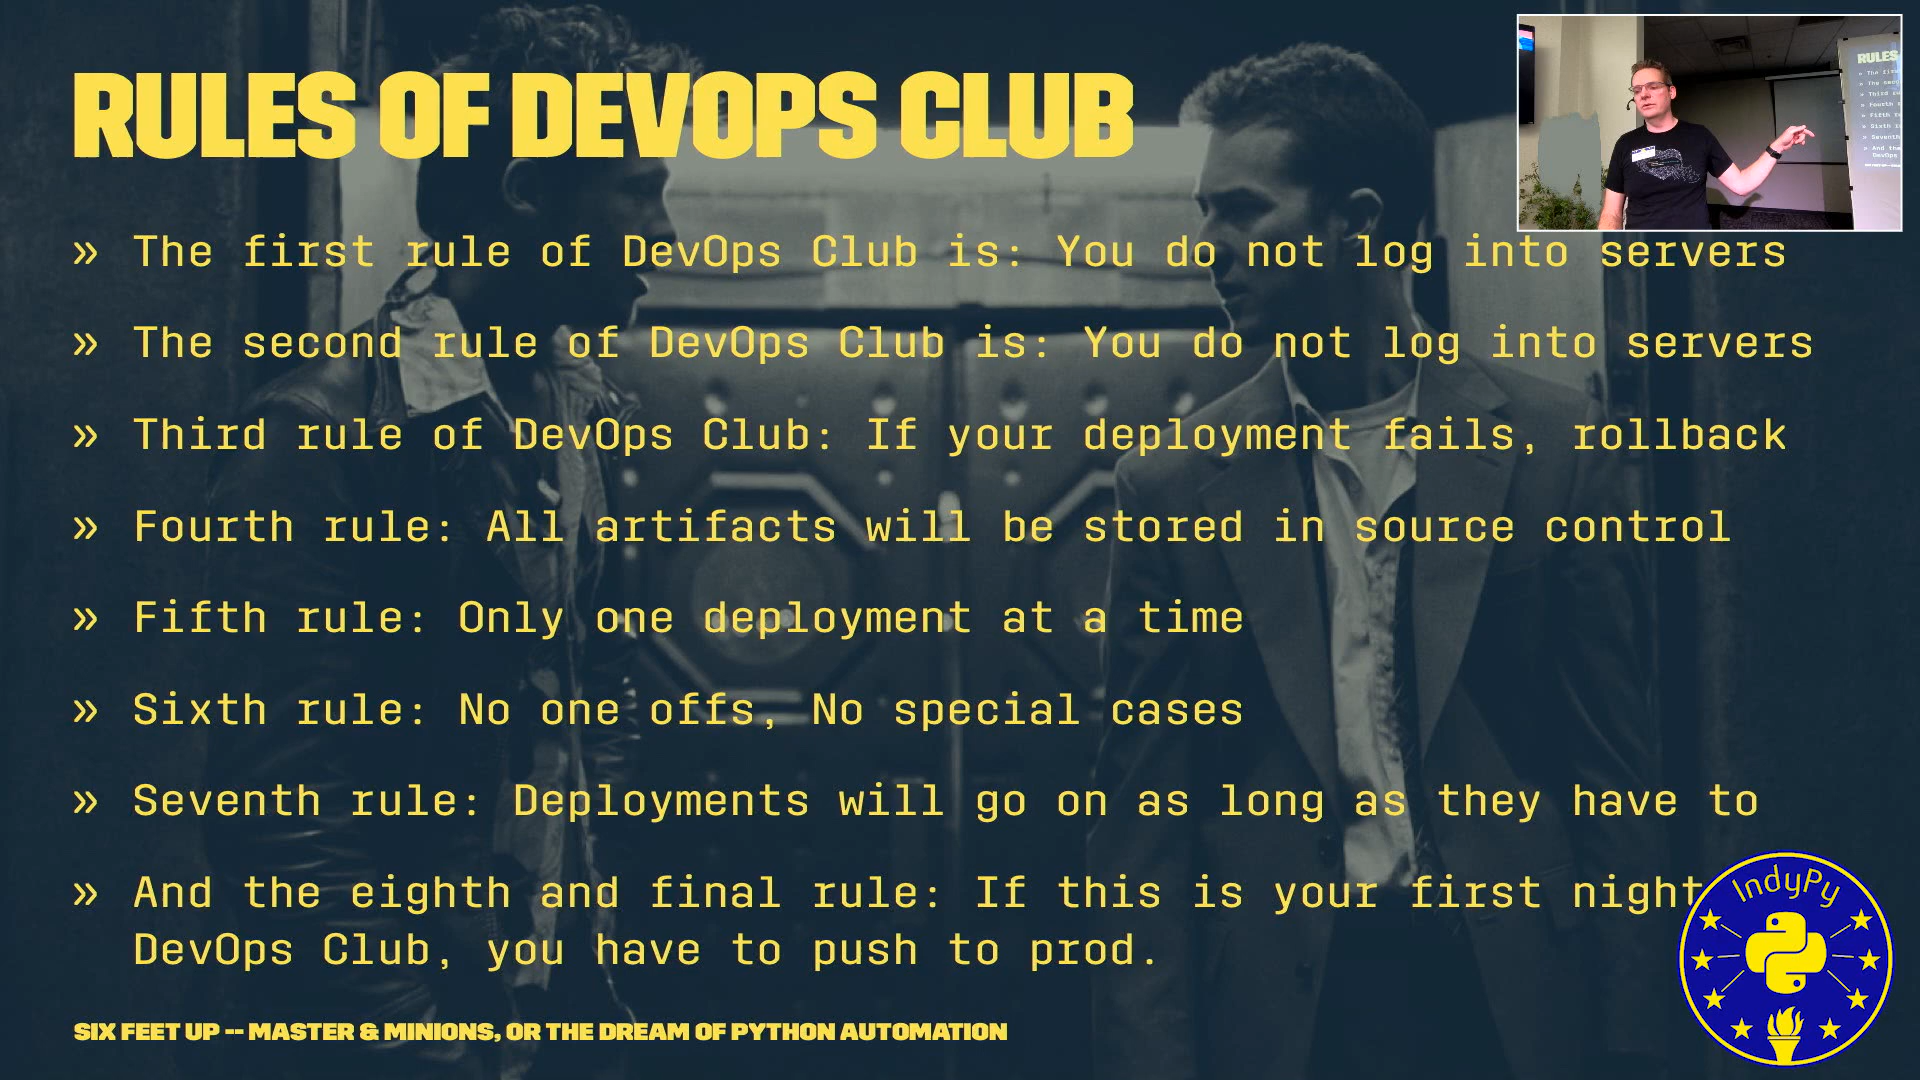 RULES OF DEVOPS CLUB
» The first rule of DevOps Club is: You do not log into servers
» The second rule of DevOps Club is: You do not log into servers
» Third rule of DevOps Club: If your deployment fails, rollback
» Fourth rule: All artifacts will be stored in source control
» Fifth rule: Only one deployment at a time
» Sixth rule: No one offs, No special cases
» Seventh rule: Deployments will go on as long as they have to
» And the eighth and final rule: If this is your first night
DevOps Club, you have to push to prod.
SIX FEET UP -- MASTER & MINIONS, OR THE DREAM OF PYTHON AUTOMATION
IndyPy
RULES